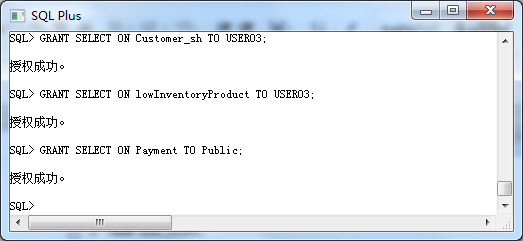 SQL Plus
SQL> GRANT SELECT ON Customer_sh TO USER03;
授权成功。
SQL> GRANT SELECT ON lowInventoryProduct TO USER03;
授权成功。
SQL> GRANT SELECT ON Payment TO Public;
授权成功。
SQL>